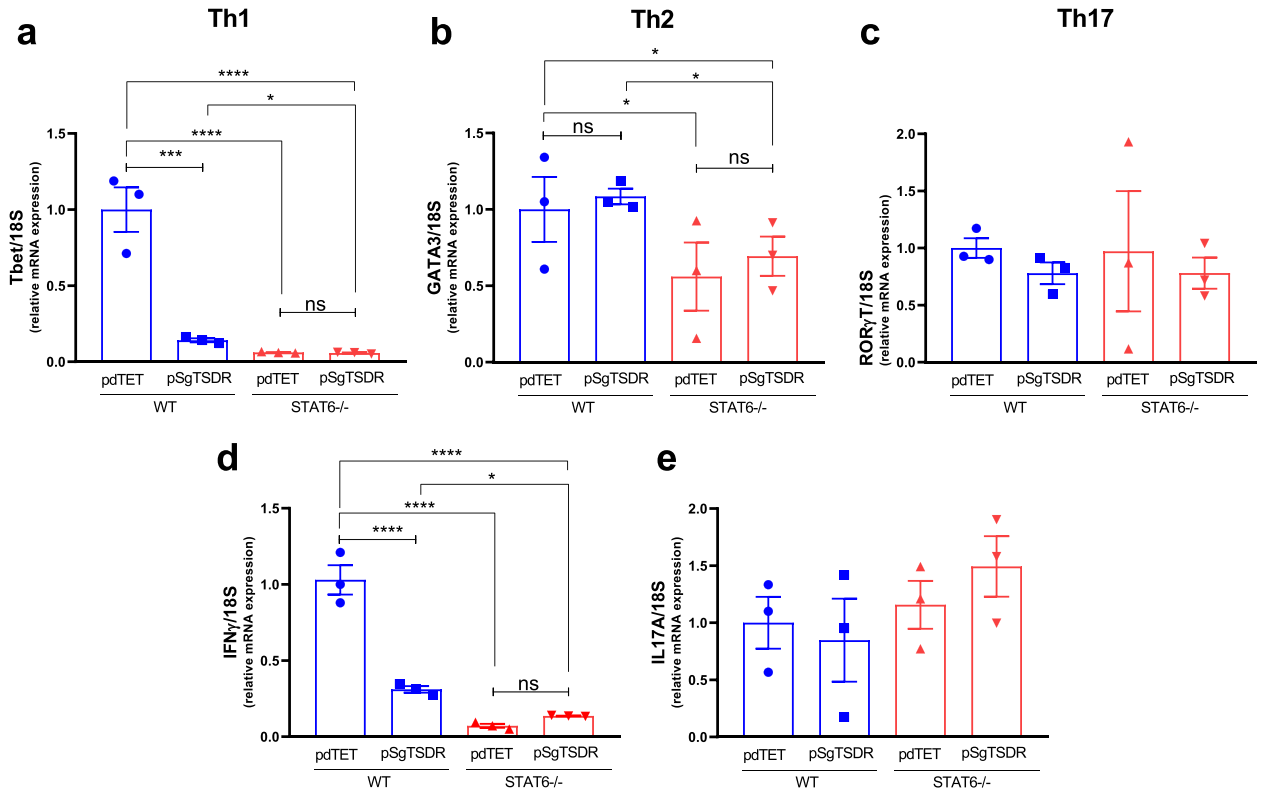 Th1
Th2
Th17
a
b
c
****
*
****
***
ns
1.5
1.0
0.5
0.0
Tbet/18S
(relative mRNA expression)
pdTET
pSgTSDR
pdTET
pSgTSDR
WT
STAT6-/-
*
*
*
ns
ns
1.5
1.0
0.5
0.0
GATA3/18S
(relative mRNA expression)
pdTET
pSgTSDR
pdTET
pSgTSDR
WT
STAT6-/-
2.0
1.5
1.0
0.5
0.0
RORγT/18S
(relative mRNA expression)
pdTET
pSgTSDR
pdTET
pSgTSDR
WT
STAT6-/-
d
e
****
*
****
****
ns
1.5
1.0
0.5
0.0
IFNγ/18S
(relative mRNA expression)
pdTET
pSgTSDR
pdTET
pSgTSDR
WT
STAT6-/-
2.0
1.5
1.0
0.5
0.0
IL17A/18S
(relative mRNA expression)
pdTET
pSgTSDR
pdTET
pSgTSDR
WT
STAT6-/-